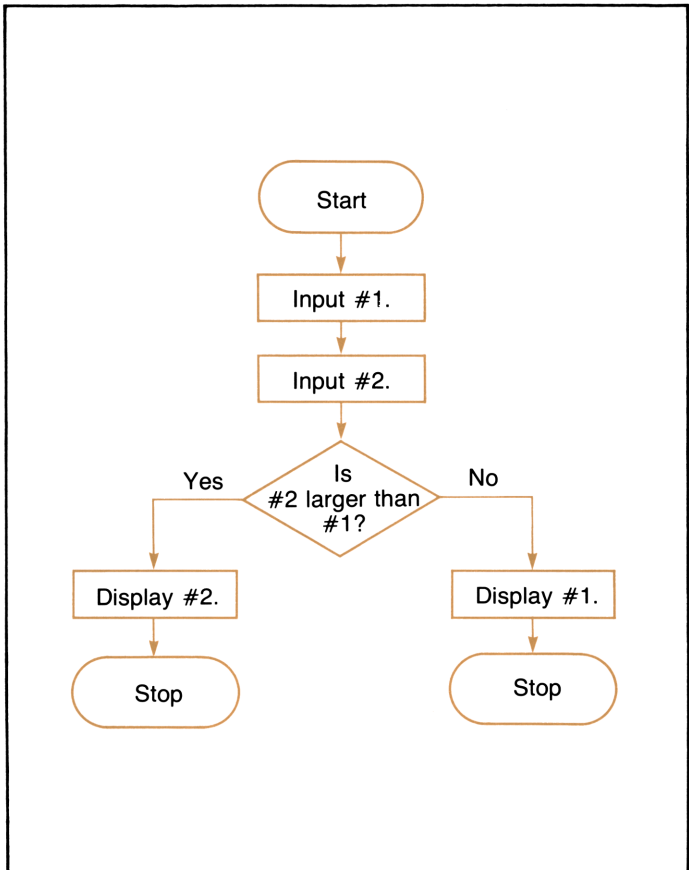 Start
Input #1.
Input #2.
Is
#2 larger than
#1?
Yes
No
Display #2.
Display #1.
Stop
Stop